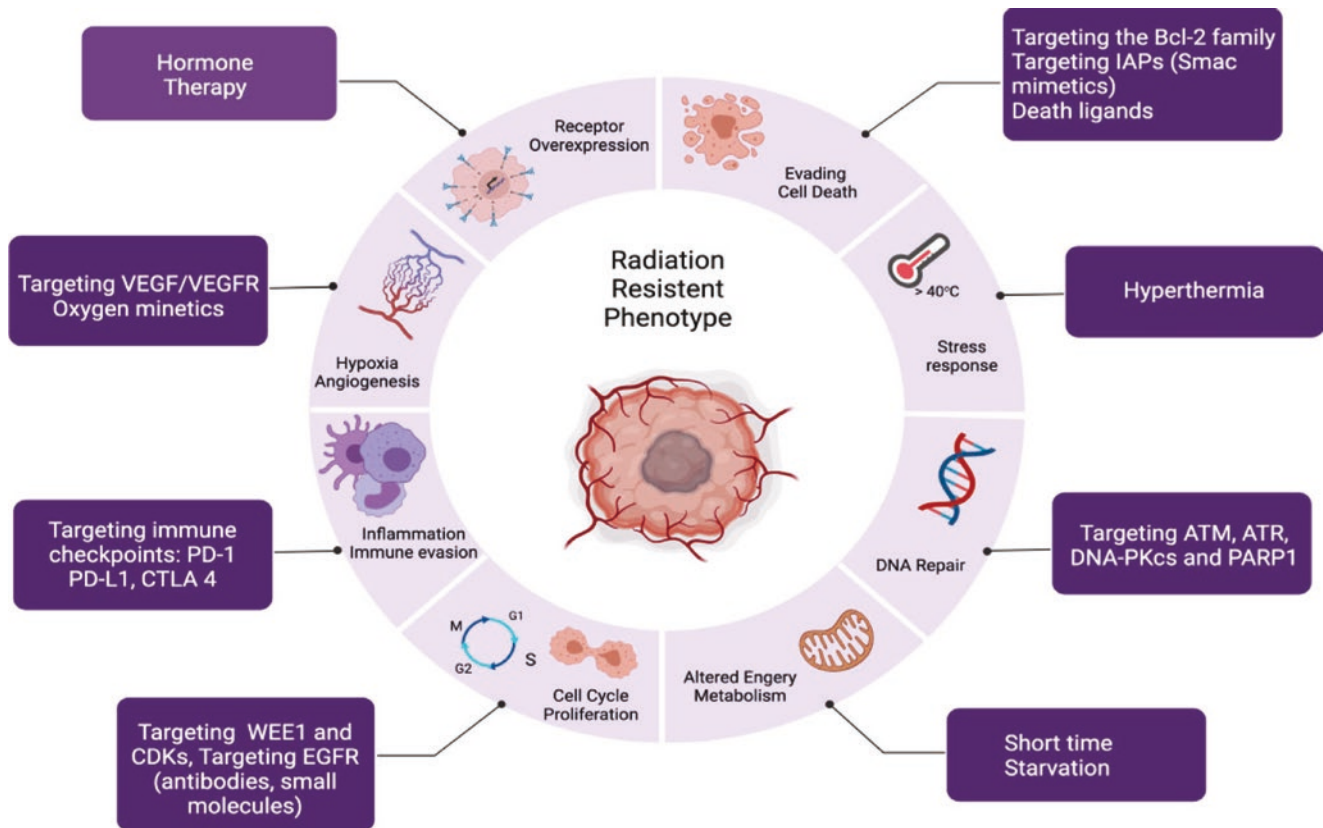 Hormone
Therapy
Targeting the Bcl-2 family
Targeting IAPs (Smac
mimetics)
Death ligands
Receptor
Overexpression
Evading
Cell Death
Targeting VEGF/VEGFR
Oxygen minetics
Hypoxia
Angiogenesis
Radiation
Resistent
Phenotype
> 40°C
Stress
response
Hyperthermia
Targeting immune
checkpoints: PD-1
PD-L1, CTLA 4
Inflammation
Immune evasion
DNA Repair
Targeting ATM, ATR,
DNA-PKcs and PARP1
M
G1
G2
S
Cell Cycle
Proliferation
Altered Engery
Metabolism
Targeting WEE1 and
CDKs, Targeting EGFR
(antibodies, small
molecules)
Short time
Starvation